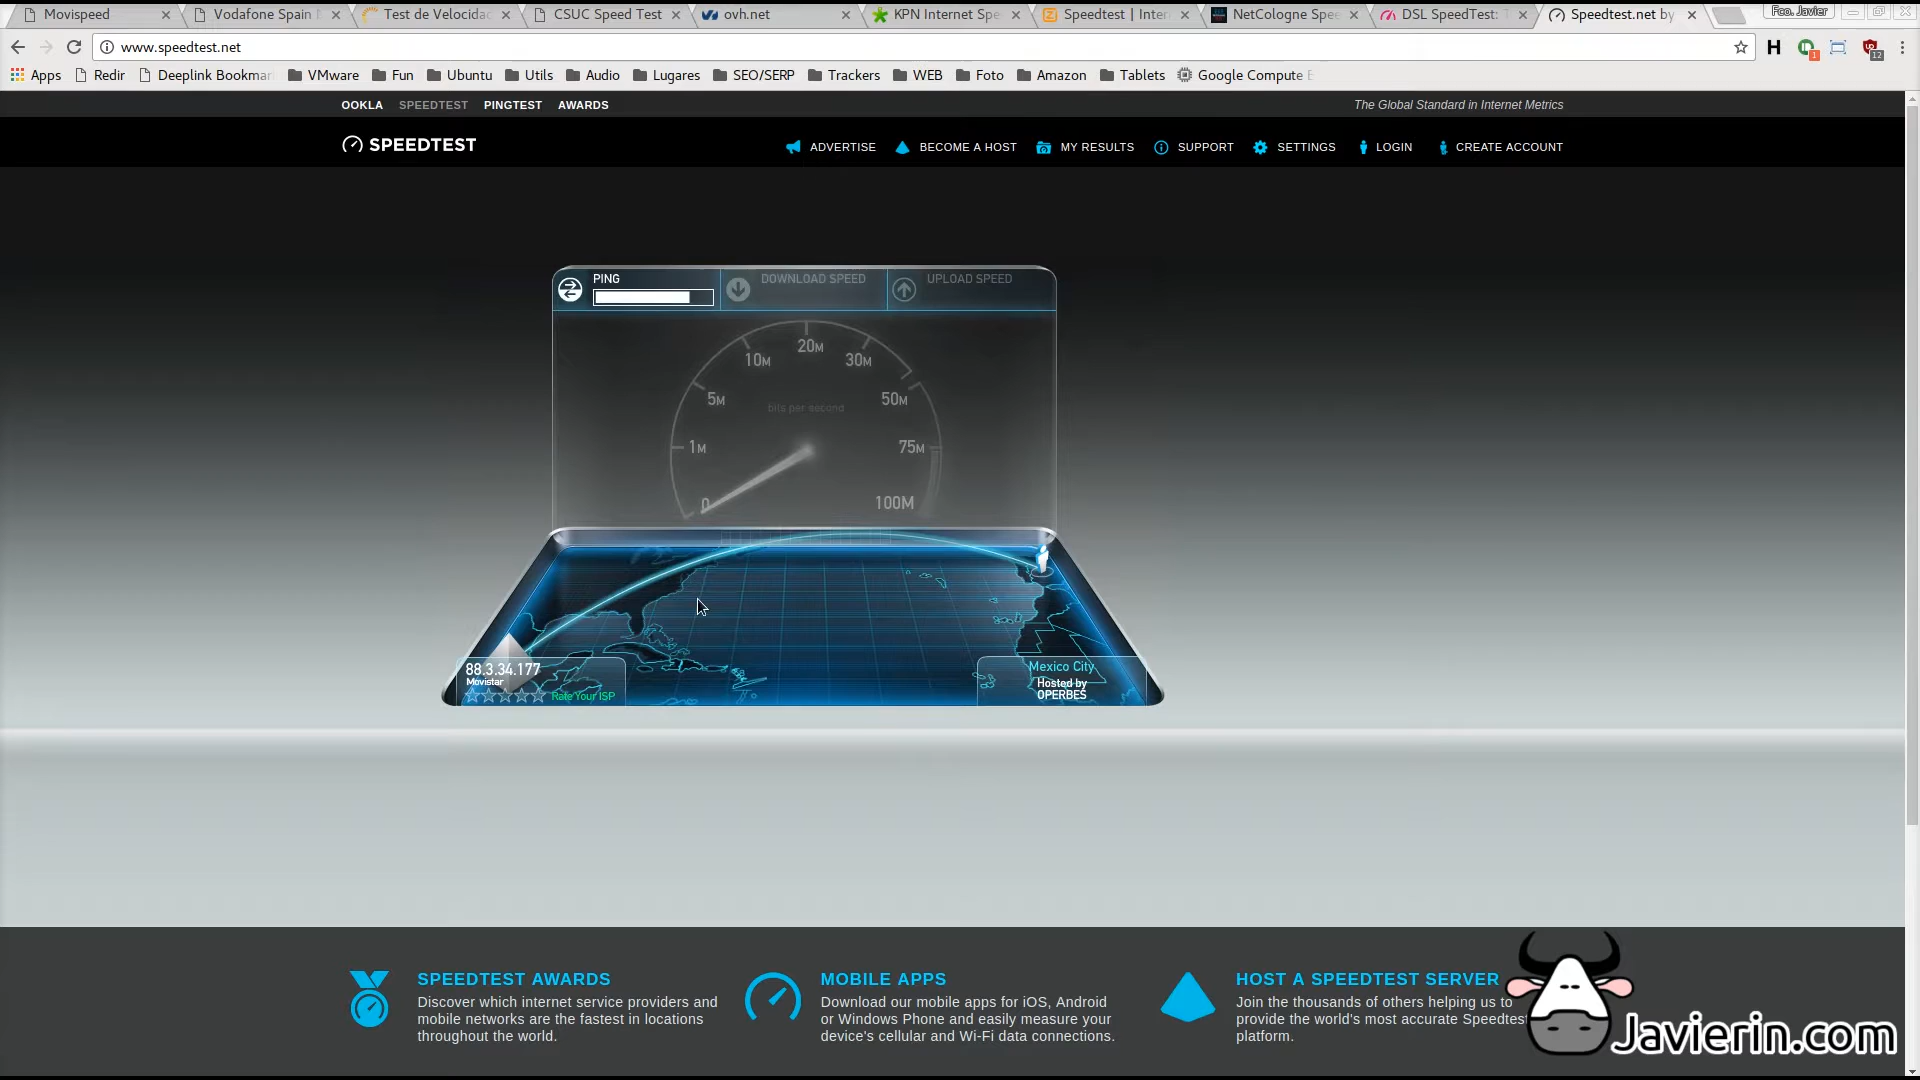 Movispeed
Vodafone Spain
Test de Velocidad
CSUC Speed Test
ovh.net
KPN Internet Spe
Speedtest | Inter
NetCologne Spee
DSL SpeedTest: T
Speedtest.net by
Fco. Javier
www.speedtest.net
H
1
12
Apps
Redir
Deeplink Bookmar
VMware
Fun
Ubuntu
Utils
Audio
Lugares
SEO/SERP
Trackers
WEB
Foto
Amazon
Tablets
Google Compute E
OOKLA
SPEEDTEST
PINGTEST
AWARDS
The Global Standard in Internet Metrics
SPEEDTEST
ADVERTISE
BECOME A HOST
MY RESULTS
SUPPORT
SETTINGS
LOGIN
CREATE ACCOUNT
PING
DOWNLOAD SPEED
UPLOAD SPEED
20M
10M
30M
5M
50M
bits per second
1M
75M
0
100M
88.3.34.177
Movistar
Rate Your ISP
Mexico City
Hosted by
OPERBES
SPEEDTEST AWARDS
Discover which internet service providers and
mobile networks are the fastest in locations
throughout the world.
MOBILE APPS
Download our mobile apps for iOS, Android
or Windows Phone and easily measure your
device's cellular and Wi-Fi data connections.
HOST A SPEEDTEST SERVER
Join the thousands of others helping us to
provide the world's most accurate Speedtest
platform.
Javierin.com